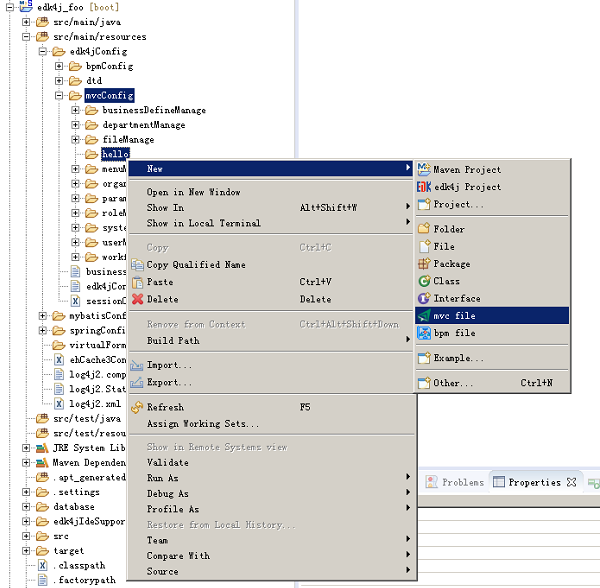 edk4j_foo [boot]
src/main/java
src/main/resources
edk4jConfig
bpmConfig
dtd
mvcConfig
businessDefineManage
departmentManage
fileManage
hello
menuM
organ
param
roleM
syste
userM
workf
business
edk4jCon
sessionC
mybatisConf
springConfi
virtualForm
ehCache3Con
log4j2.comp
log4j2.Stat
log4j2.xml
src/test/java
src/test/resou
JRE System Lib
Maven Dependen
.apt_generated
.settings
database
edk4jIdeSuppor
src
target
.classpath
.factorypath
New
Open in New Window
Show In Alt+Shift+W
Show in Local Terminal
Copy Ctrl+C
Copy Qualified Name
Paste Ctrl+V
Delete Delete
Remove from Context Ctrl+Alt+Shift+Down
Build Path
Import...
Export...
Refresh F5
Assign Working Sets...
Show in Remote Systems view
Validate
Run As
Debug As
Profile As
Restore from Local History...
Team
Compare With
Source
Maven Project
edk4j Project
Project...
Folder
File
Package
Class
Interface
mvc file
bpm file
Example...
Other... Ctrl+N
Problems
Properties